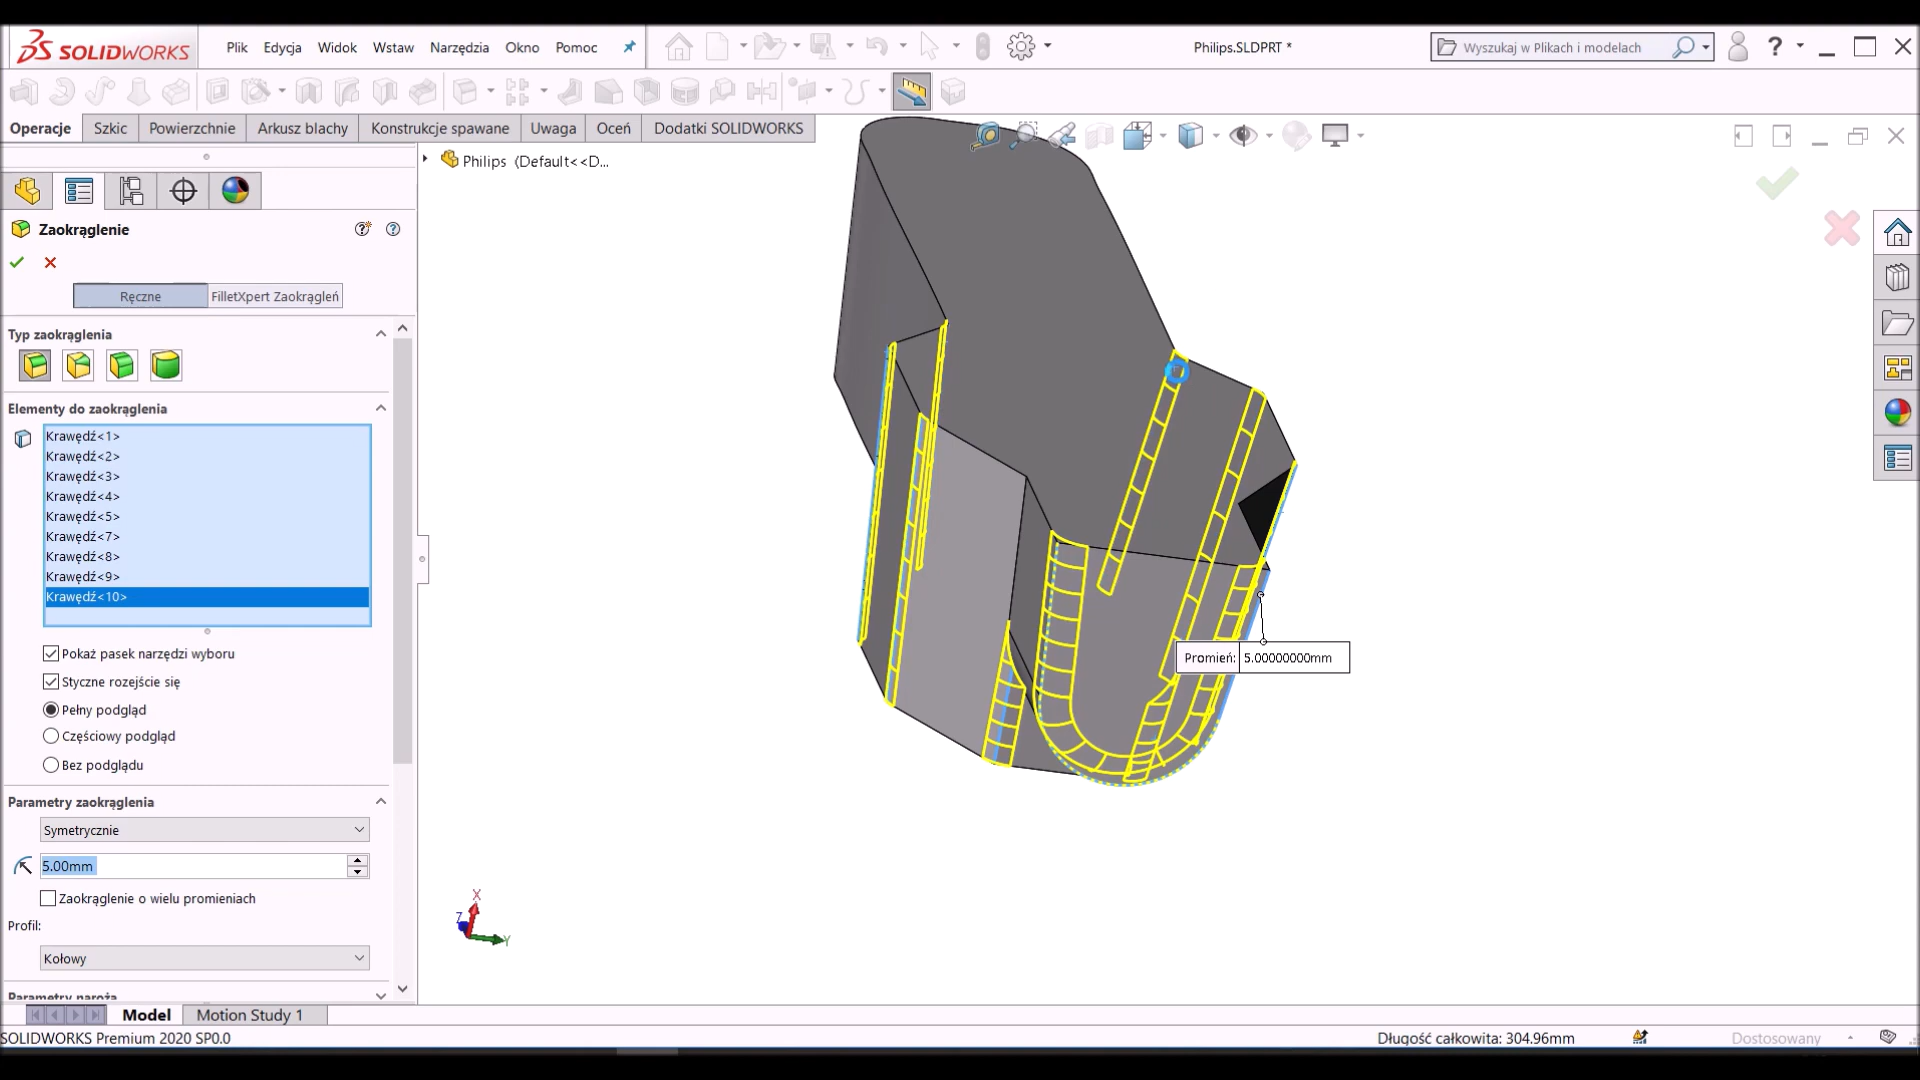 SOLIDWORKS Plik Edycja Widok Wstaw Narzędzia Okno Pomoc Philips.SLDPRT * Wyszukaj w Plikach i modelach ?
Operacje Szkic Powierzchnie Arkusz blachy Konstrukcje spawane Uwaga Oceń Dodatki SOLIDWORKS
Philips (Default<<D...
Zaokrąglenie
Ręczne FilletXpert Zaokrągleń
Typ zaokrąglenia
Elementy do zaokrąglenia
Krawędź<1>
Krawędź<2>
Krawędź<3>
Krawędź<4>
Krawędź<5>
Krawędź<7>
Krawędź<8>
Krawędź<9>
Krawędź<10>
Pokaż pasek narzędzi wyboru
Styczne rozejście się
Pełny podgląd
Częściowy podgląd
Bez podglądu
Parametry zaokrąglenia
Symetrycznie
5.00mm
Zaokrąglenie o wielu promieniach
Profil:
Kołowy
Parametry naroża
Promień: 5.00000000mm
X
Z
Y
Model Motion Study 1
SOLIDWORKS Premium 2020 SP0.0 Długość całkowita: 304.96mm Dostosowany